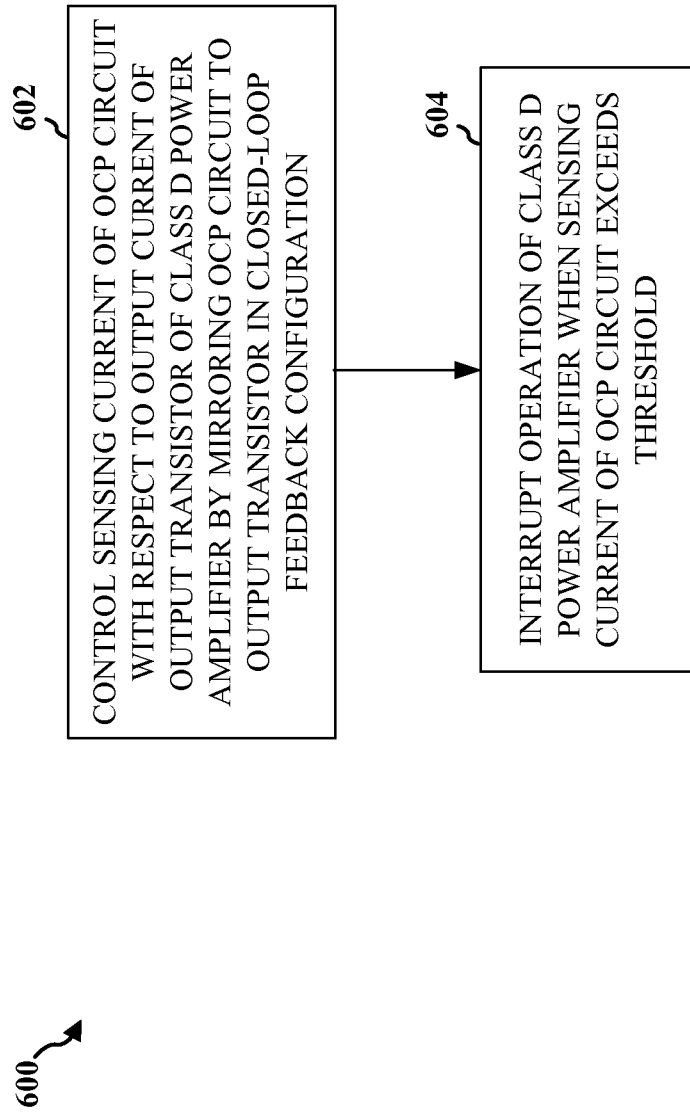 600
602
CONTROL SENSING CURRENT OF OCP CIRCUIT
WITH RESPECT TO OUTPUT CURRENT OF
OUTPUT TRANSISTOR OF CLASS D POWER
AMPLIFIER BY MIRRORING OCP CIRCUIT TO
OUTPUT TRANSISTOR IN CLOSED-LOOP
FEEDBACK CONFIGURATION
604
INTERRUPT OPERATION OF CLASS D
POWER AMPLIFIER WHEN SENSING
CURRENT OF OCP CIRCUIT EXCEEDS
THRESHOLD